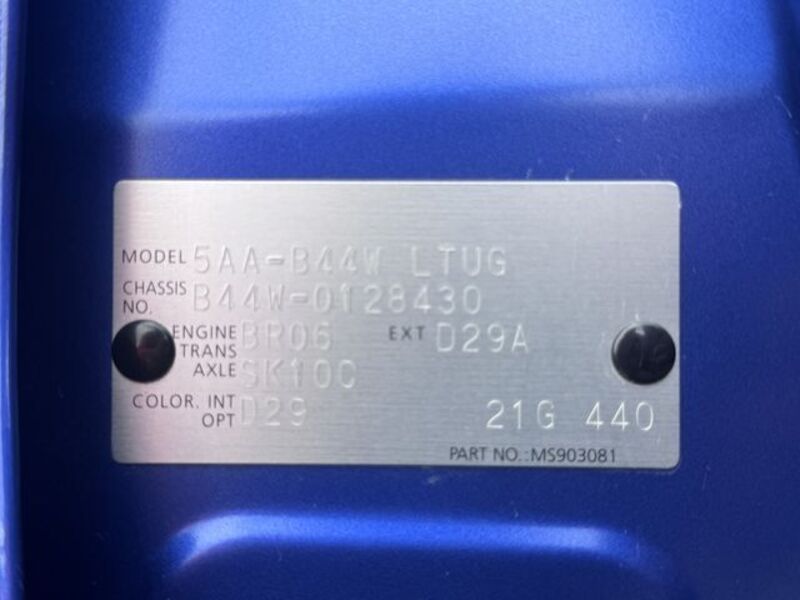 MODEL 5AA-B44W LTUG
CHASSIS NO. B44W-0128430
ENGINE BR06 EXT D29A
TRANS
AXLE SK10C
COLOR, INT D29
OPT 21G 440
PART NO.:MS903081